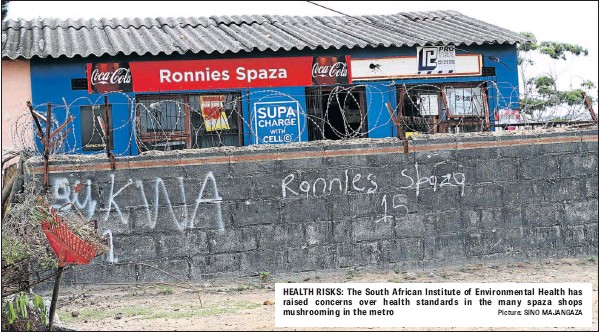 Coca-Cola
Ronnies Spaza
Coca-Cola
PRO
SUPA
CHARGE
WITH
CELL C
KWA
1
Ronnies Spaza
15
HEALTH RISKS: The South African Institute of Environmental Health has
raised concerns over health standards in the many spaza shops
mushrooming in the metro
Picture: SINO MAJANGAZA